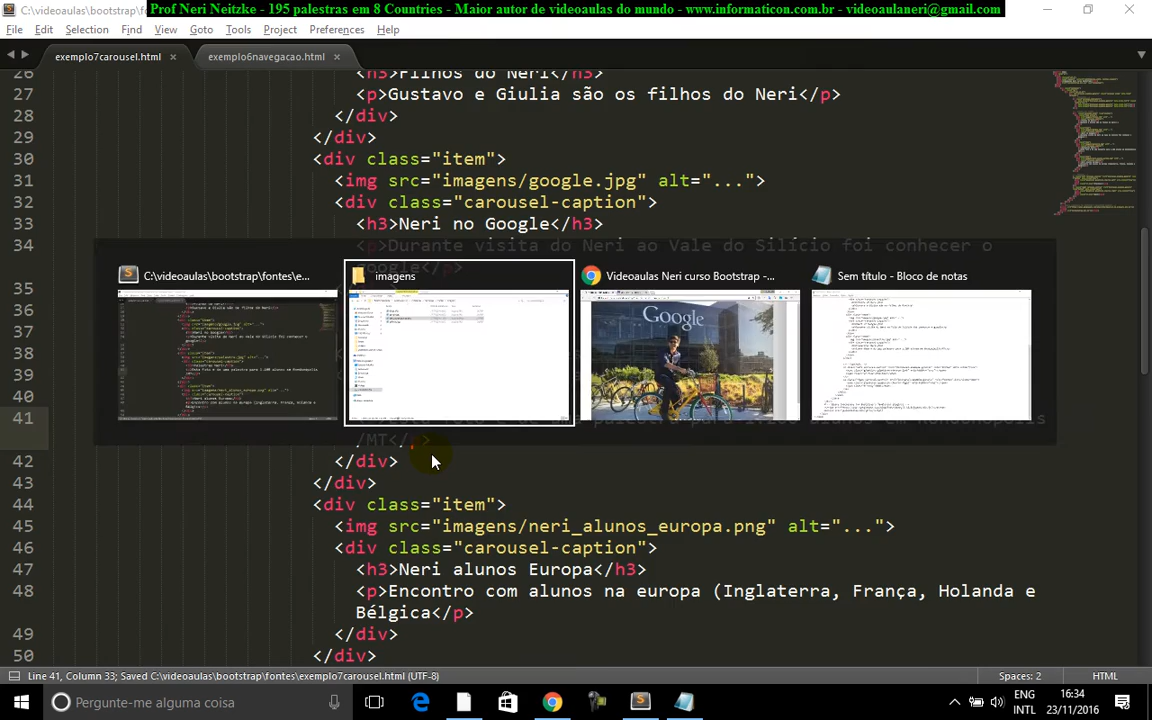 C:\videoaulas\bootstrap\f
Prof Neri Neitzke - 195 palestras em 8 Countries - Maior autor de videoaulas do mundo - www.informaticon.com.br - videoaulaneri@gmail.com
File Edit Selection Find View Goto Tools Project Preferences Help
exemplo7carousel.html × exemplo6navegacao.html ×
26 <h3>Filhos do Neri</h3>
27 <p>Gustavo e Giulia são os filhos do Neri</p>
28 </div>
29 </div>
30 <div class="item">
31 <img src="imagens/google.jpg" alt="...">
32 <div class="carousel-caption">
33 <h3>Neri no Google</h3>
34 <p>Durante visita do Neri ao Vale do Silício foi conhecer o
google</p>
C:\videoaulas\bootstrap\fontes\e...
imagens
Videoaulas Neri curso Bootstrap -...
Sem título - Bloco de notas
Google
35
36
37
38
39
40
41
/MT</p>
42 </div>
43 </div>
44 <div class="item">
45 <img src="imagens/neri_alunos_europa.png" alt="...">
46 <div class="carousel-caption">
47 <h3>Neri alunos Europa</h3>
48 <p>Encontro com alunos na europa (Inglaterra, França, Holanda e
Bélgica</p>
49 </div>
50 </div>
Line 41, Column 33; Saved C:\videoaulas\bootstrap\fontes\exemplo7carousel.html (UTF-8) Spaces: 2 HTML
Pergunte-me alguma coisa
ENG 16:34
INTL 23/11/2016